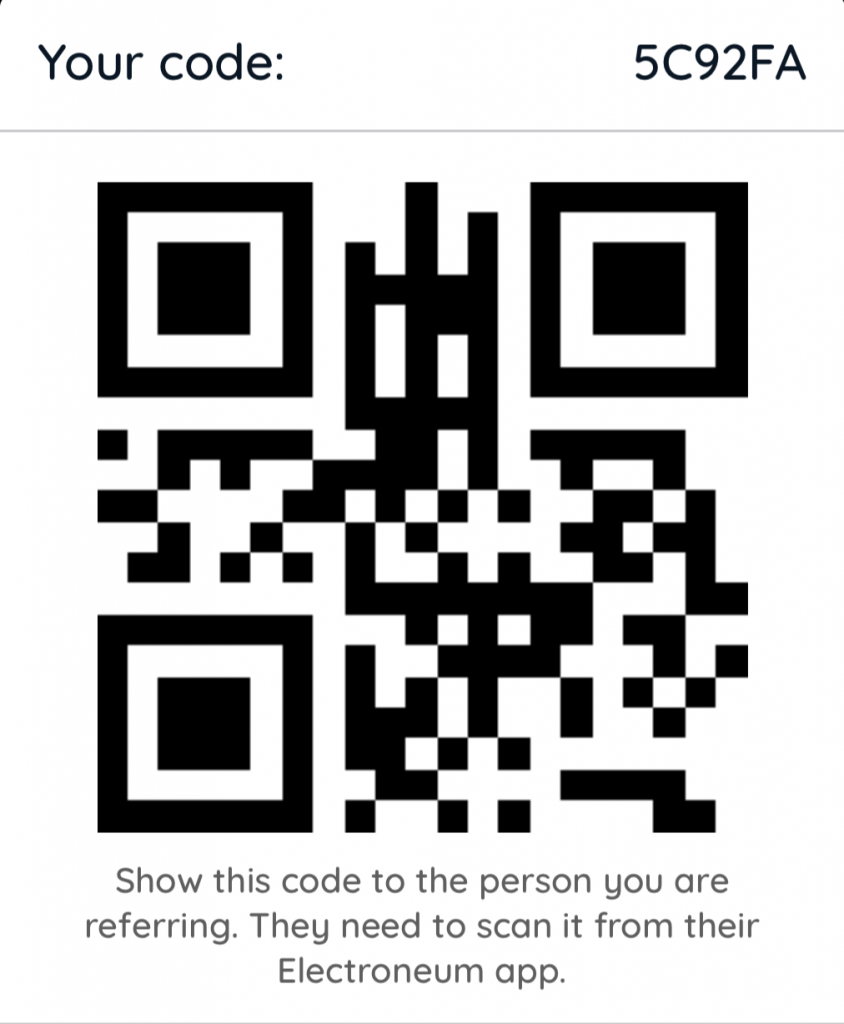 Your code: 5C92FA
Show this code to the person you are
referring. They need to scan it from their
Electroneum app.